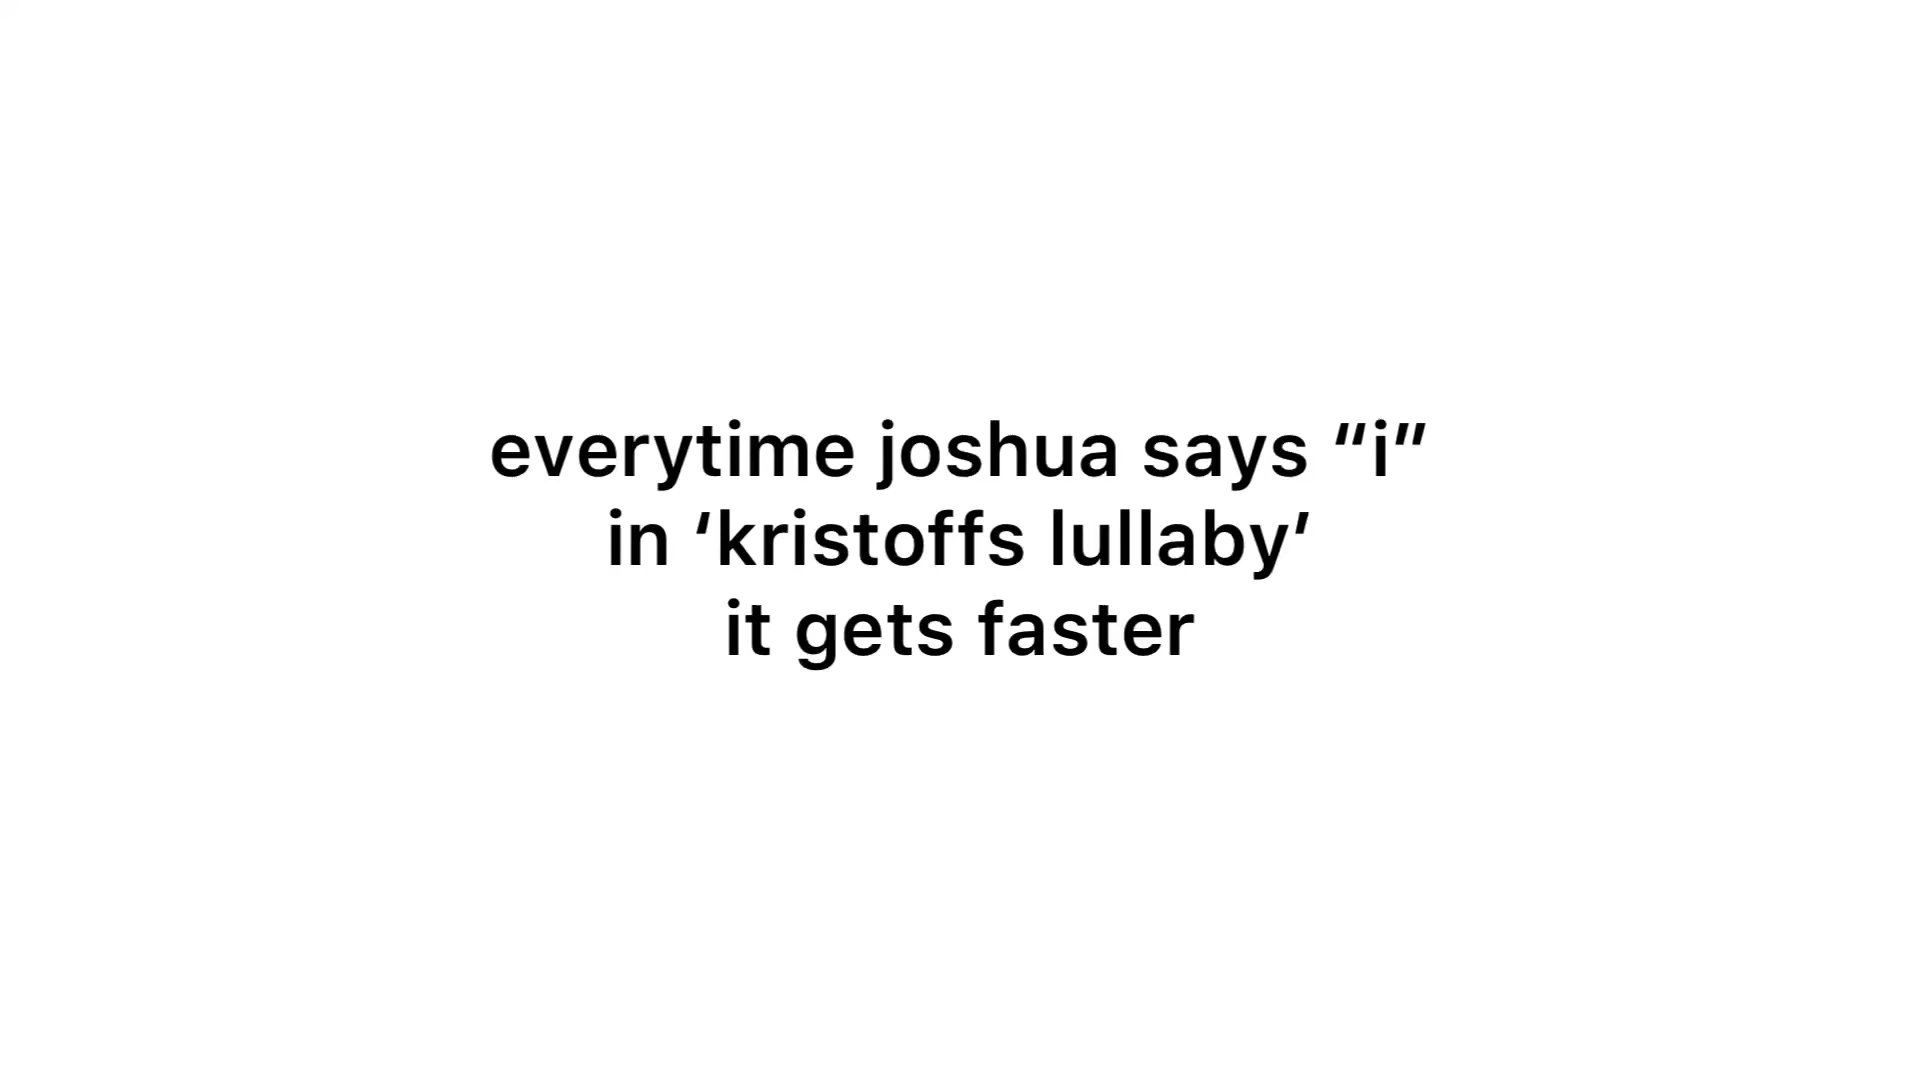 everytime joshua says “i”
in ‘kristoffs lullaby’
it gets faster